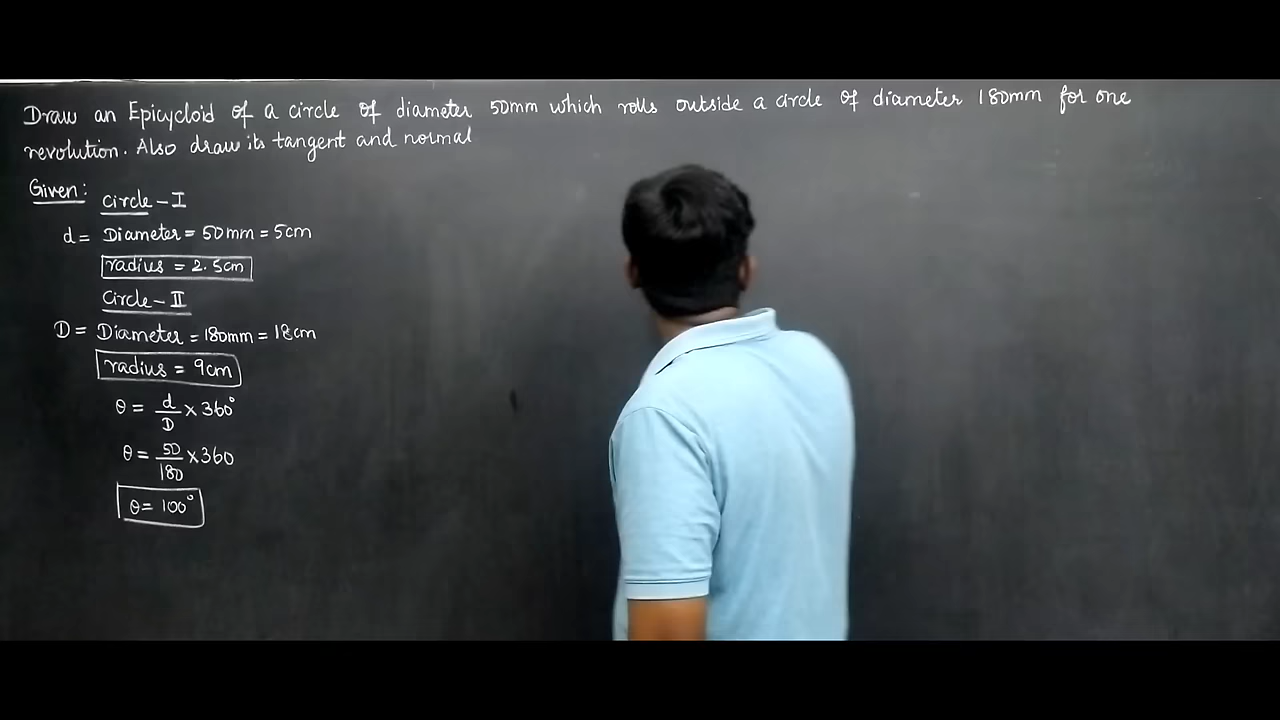 Draw an Epicycloid of a circle of diameter 50mm which rolls outside a circle of diameter 180mm for one
revolution. Also draw its tangent and normal
Given:
Circle - I
d = Diameter = 50mm = 5cm
radius = 2.5cm
Circle - II
D = Diameter = 180mm = 18cm
radius = 9cm
θ = d/D × 360°
θ = 50/180 × 360
θ = 100°